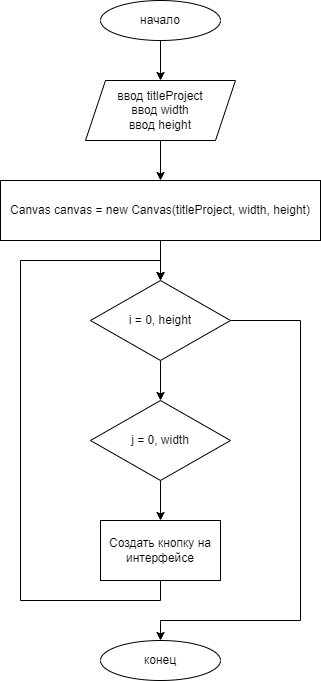 начало
ввод titleProject
ввод width
ввод height
Canvas canvas = new Canvas(titleProject, width, height)
i = 0, height
j = 0, width
Создать кнопку на
интерфейсе
конец